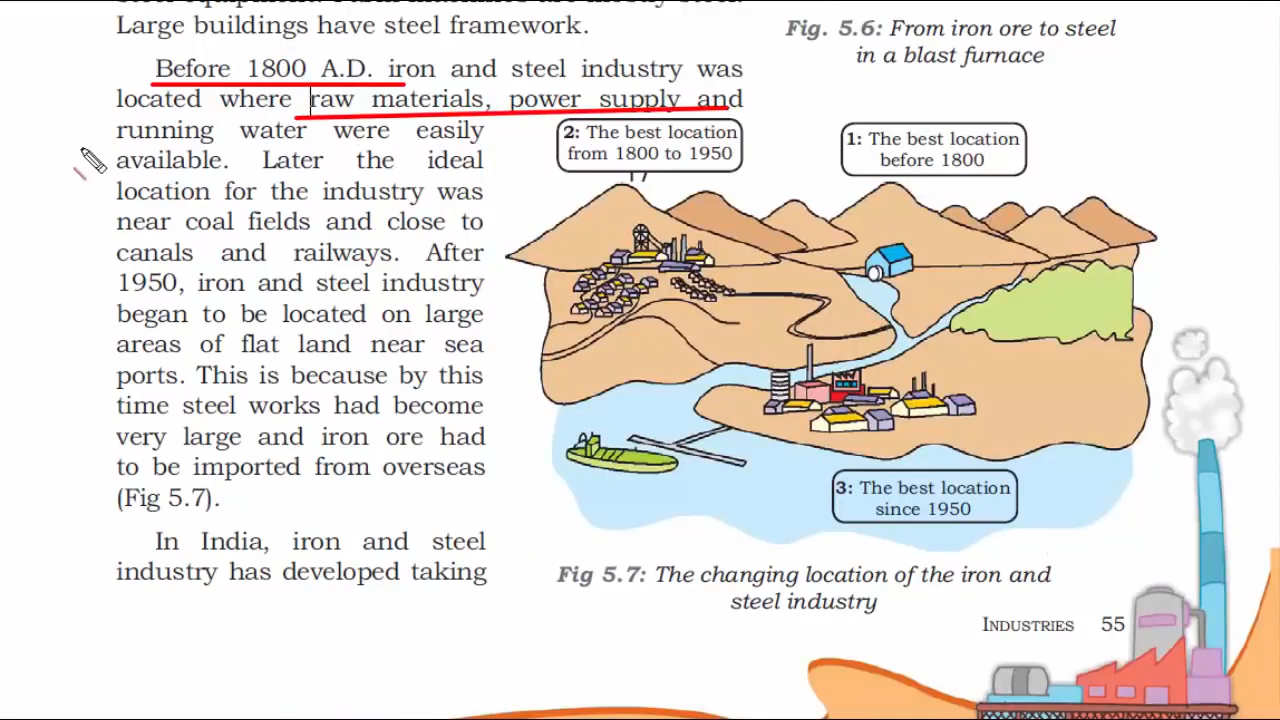 Large buildings have steel framework.
Before 1800 A.D. iron and steel industry was
located where raw materials, power supply and
running water were easily
available. Later the ideal
location for the industry was
near coal fields and close to
canals and railways. After
1950, iron and steel industry
began to be located on large
areas of flat land near sea
ports. This is because by this
time steel works had become
very large and iron ore had
to be imported from overseas
(Fig 5.7).
In India, iron and steel
industry has developed taking
Fig. 5.6: From iron ore to steel
in a blast furnace
2: The best location
from 1800 to 1950
1: The best location
before 1800
3: The best location
since 1950
Fig 5.7: The changing location of the iron and
steel industry
INDUSTRIES 55